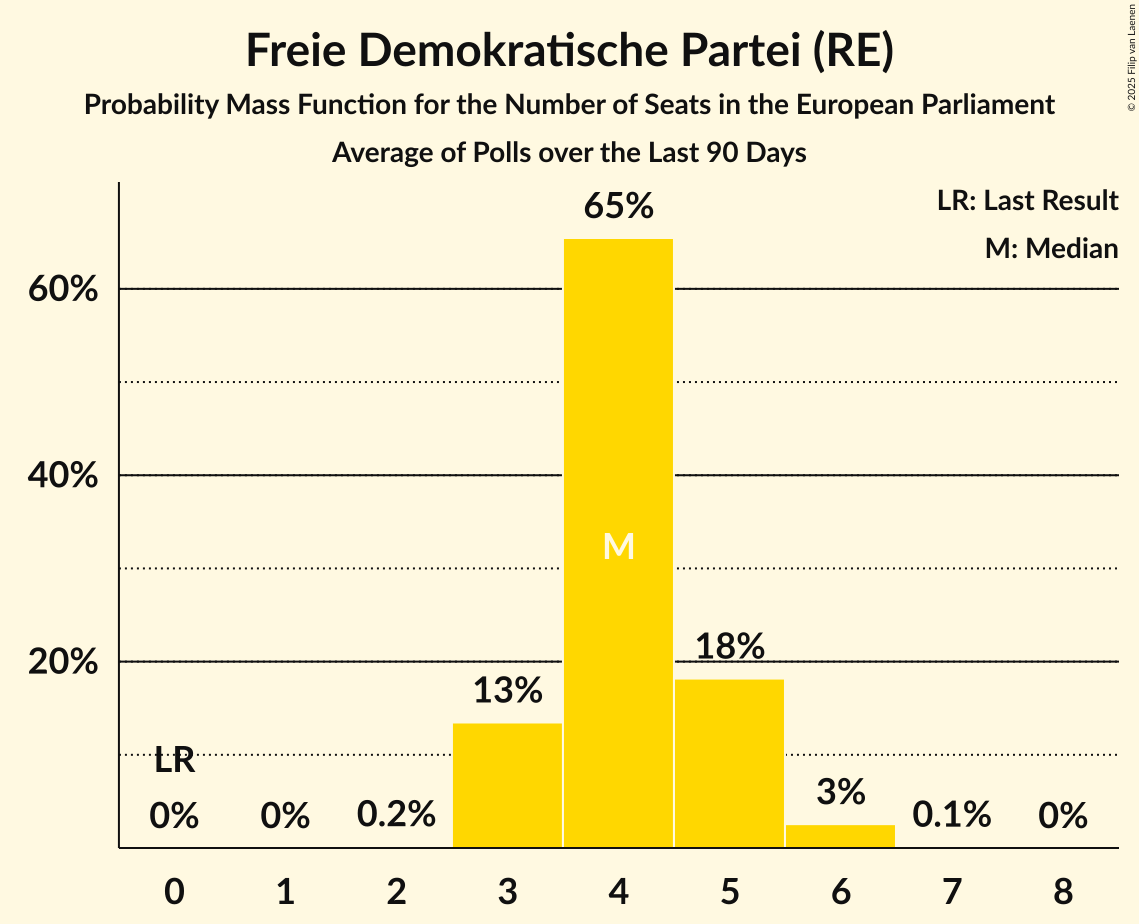 Freie Demokratische Partei (RE)
Probability Mass Function for the Number of Seats in the European Parliament
Average of Polls over the Last 90 Days
© 2025 Filip van Laenen
LR: Last Result
M: Median
65%
60%
40%
M
20%
18%
13%
LR
3%
0%
0%
0.2%
0.1%
0%
0 1 2 3 4 5 6 7 8